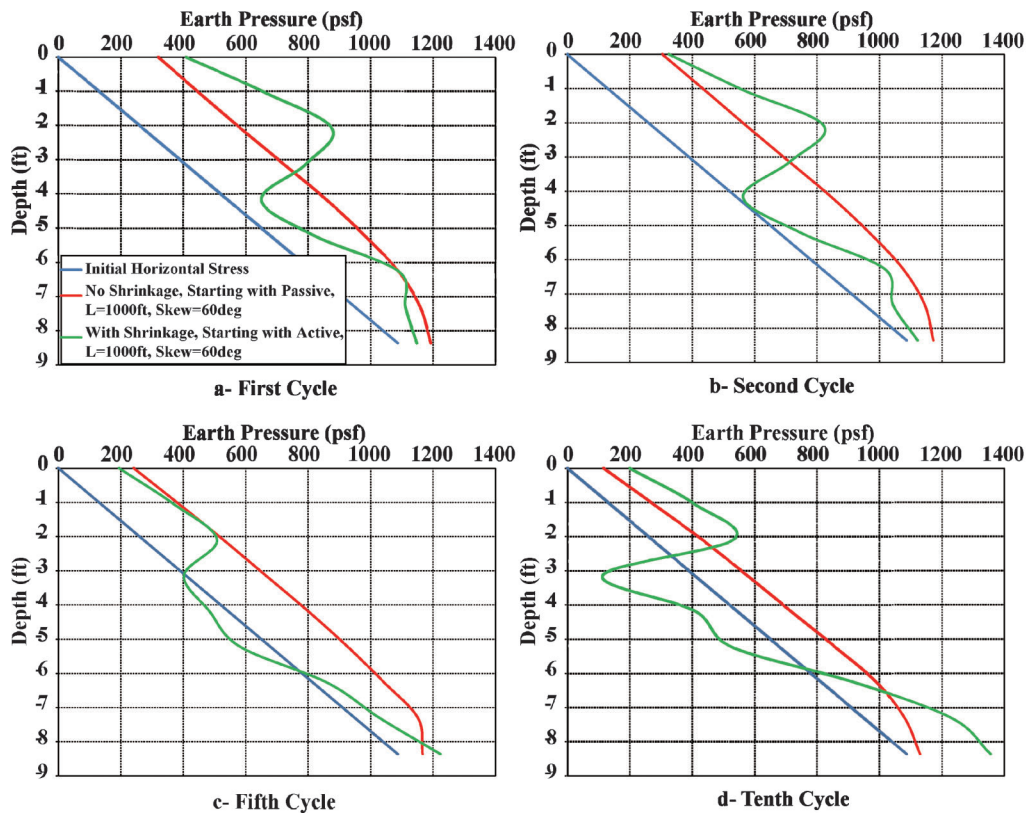 Earth Pressure (psf)
0 200 400 600 800 1000 1200 1400
0
1
2
3
4
5
6
7
8
9
Depth (ft)
Initial Horizontal Stress
No Shrinkage, Starting with Passive,
L=1000ft, Skew=60deg
With Shrinkage, Starting with Active,
L=1000ft, Skew=60deg
a- First Cycle
Earth Pressure (psf)
0 200 400 600 800 1000 1200 1400
0
1
2
3
4
5
6
7
8
9
Depth (ft)
b- Second Cycle
Earth Pressure (psf)
0 200 400 600 800 1000 1200 1400
0
1
2
3
4
5
6
7
8
9
Depth (ft)
c- Fifth Cycle
Earth Pressure (psf)
0 200 400 600 800 1000 1200 1400
0
1
2
3
4
5
6
7
8
9
Depth (ft)
d- Tenth Cycle